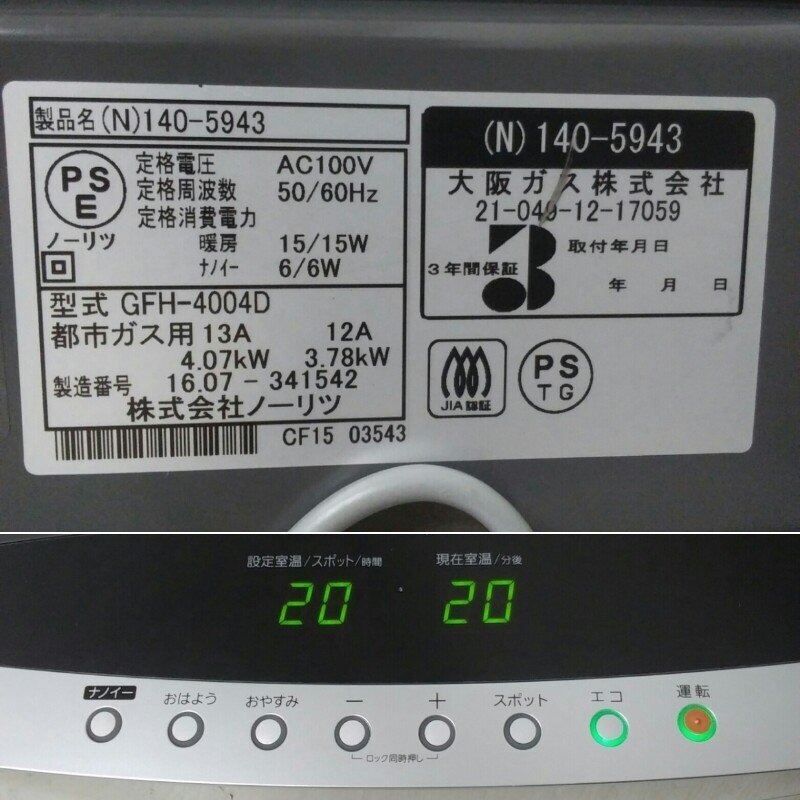 製品名(N)140-5943
PS
E
定格電圧 AC100V
定格周波数 50/60Hz
定格消費電力
ノーリツ 暖房 15/15W
ナノイー 6/6W
型式 GFH-4004D
都市ガス用 13A 12A
4.07kW 3.78kW
製造番号 16.07-341542
株式会社ノーリツ
CF15 03543
(N) 140-5943
大阪ガス株式会社
21-049-12-17059
3年間保証
3
取付年月日
年 月 日
JIA認証
PS
TG
設定室温/スポット/時間 現在室温/分後
20 20
ナノイー おはよう おやすみ － ＋ スポット エコ 運転
ロック同時押し